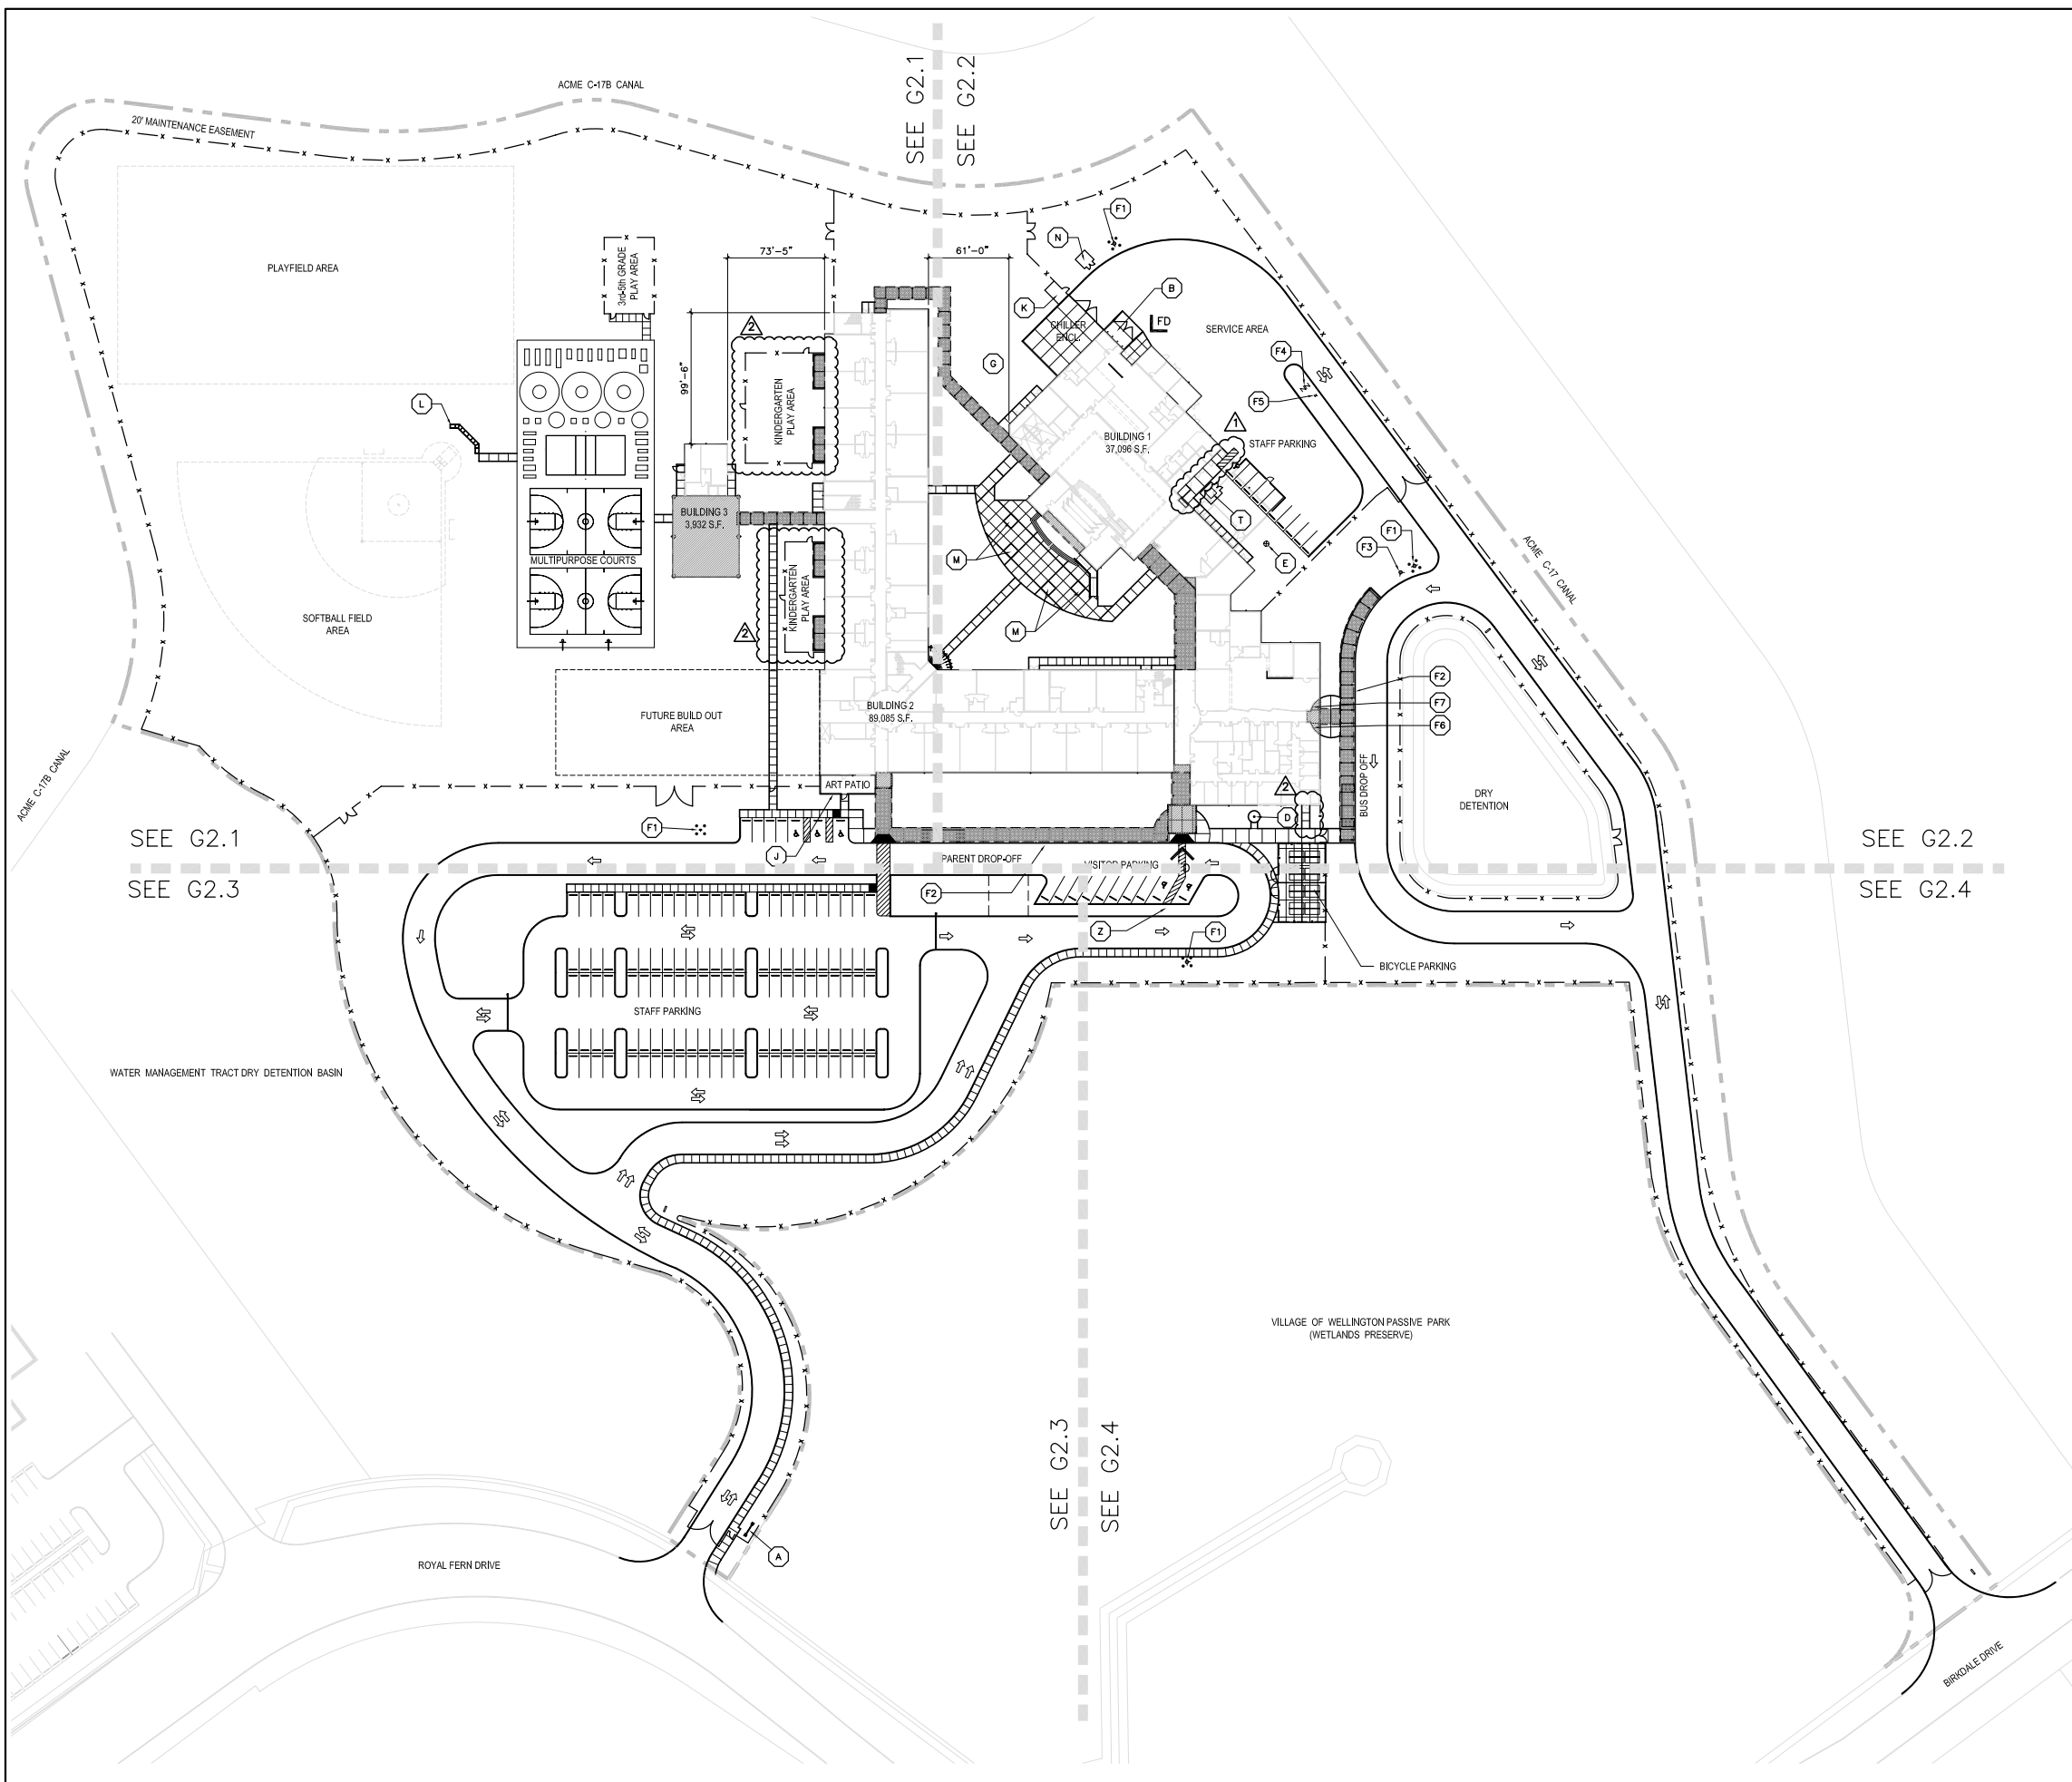 SEE G2.1
SEE G2.2
ACME C-17B CANAL
20' MAINTENANCE EASEMENT
F1
N
73'-5"
61'-0"
PLAYFIELD AREA
3rd-5th GRADE
PLAY AREA
K
B
CHILLER
ENCL.
FD
SERVICE AREA
2
G
F4
99'-6"
KINDERGARTEN
PLAY AREA
L
F5
BUILDING 1
37,096 S.F.
1
STAFF PARKING
BUILDING 3
3,932 S.F.
T
F1
E
F3
M
ACME C-17 CANAL
MULTIPURPOSE COURTS
KINDERGARTEN
PLAY AREA
SOFTBALL FIELD
AREA
2
M
F2
F7
F6
FUTURE BUILD OUT
AREA
BUILDING 2
89,085 S.F.
ACME C-17B CANAL
ART PATIO
2
BUS DROP OFF
DRY
DETENTION
F1
D
SEE G2.1
SEE G2.2
J
PARENT DROP-OFF
VISITOR PARKING
SEE G2.3
SEE G2.4
F2
Z
F1
BICYCLE PARKING
STAFF PARKING
WATER MANAGEMENT TRACT DRY DETENTION BASIN
VILLAGE OF WELLINGTON PASSIVE PARK
(WETLANDS PRESERVE)
SEE G2.3
SEE G2.4
A
ROYAL FERN DRIVE
BIRKDALE DRIVE